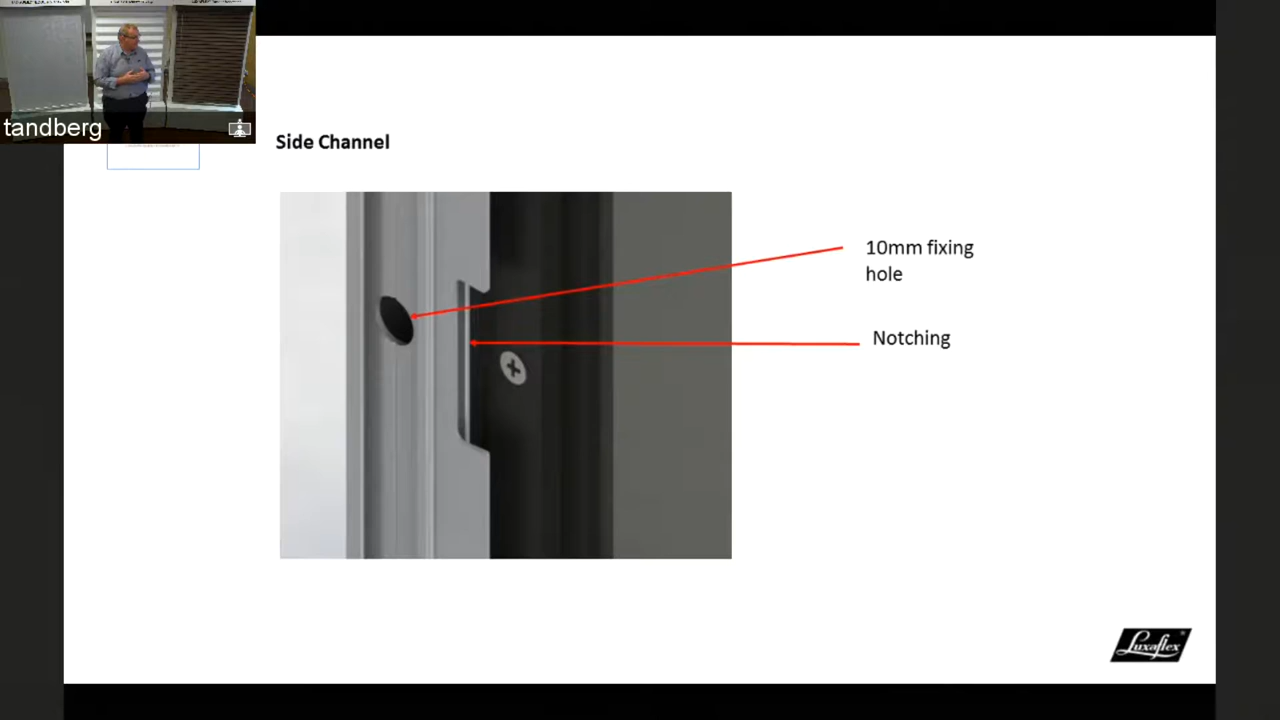 tandberg
Side Channel
10mm fixing
hole
Notching
Luxaflex